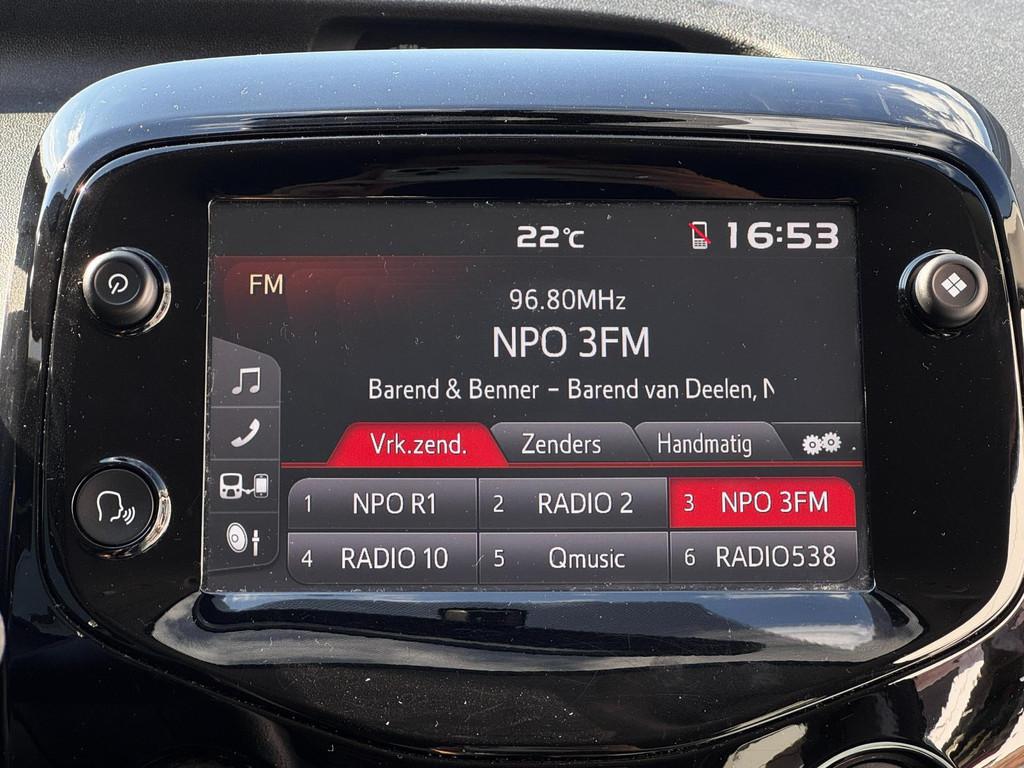 22°C 16:53
FM
96.80MHz
NPO 3FM
Barend & Benner – Barend van Deelen, N
Vrk.zend. Zenders Handmatig
1 NPO R1 2 RADIO 2 3 NPO 3FM
4 RADIO 10 5 Qmusic 6 RADIO538